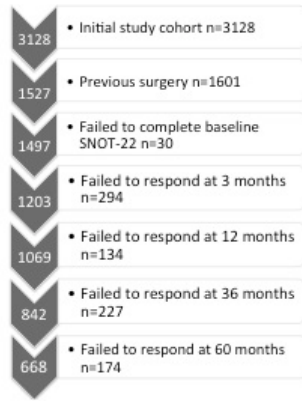 3128
• Initial study cohort n=3128
1527
• Previous surgery n=1601
1497
• Failed to complete baseline
SNOT-22 n=30
1203
• Failed to respond at 3 months
n=294
1069
• Failed to respond at 12 months
n=134
842
• Failed to respond at 36 months
n=227
668
• Failed to respond at 60 months
n=174